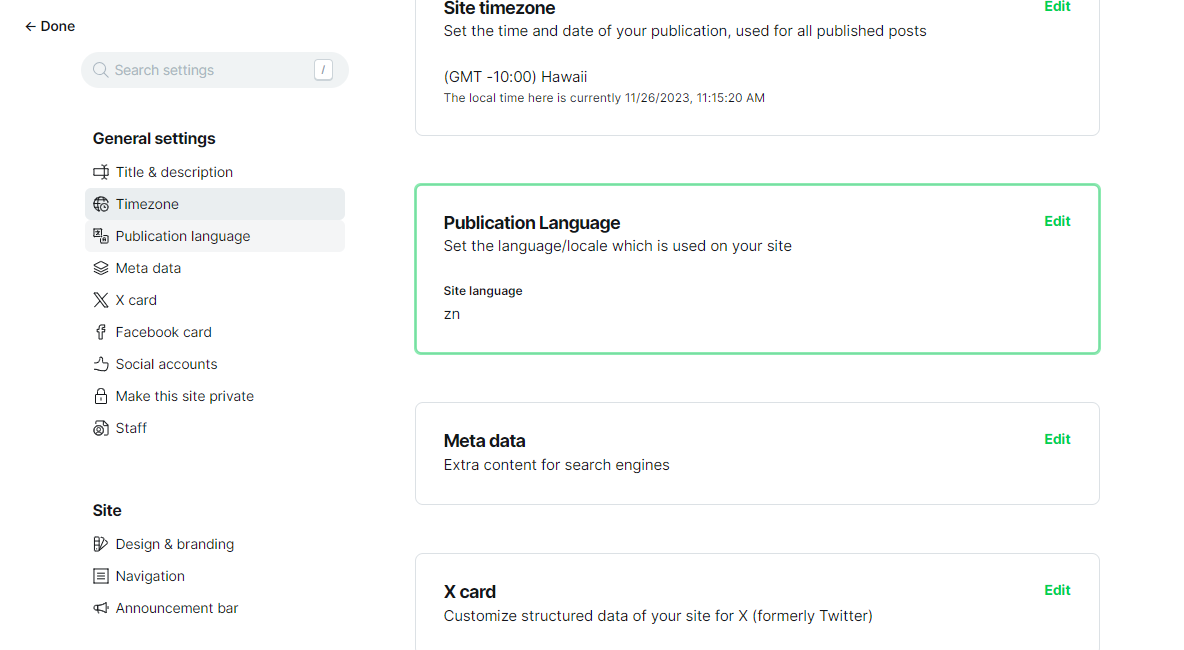 ← Done
Search settings /
General settings
Title & description
Timezone
Publication language
Meta data
X card
Facebook card
Social accounts
Make this site private
Staff
Site
Design & branding
Navigation
Announcement bar
Site timezone Edit
Set the time and date of your publication, used for all published posts
(GMT -10:00) Hawaii
The local time here is currently 11/26/2023, 11:15:20 AM
Publication Language Edit
Set the language/locale which is used on your site
Site language
zn
Meta data Edit
Extra content for search engines
X card Edit
Customize structured data of your site for X (formerly Twitter)